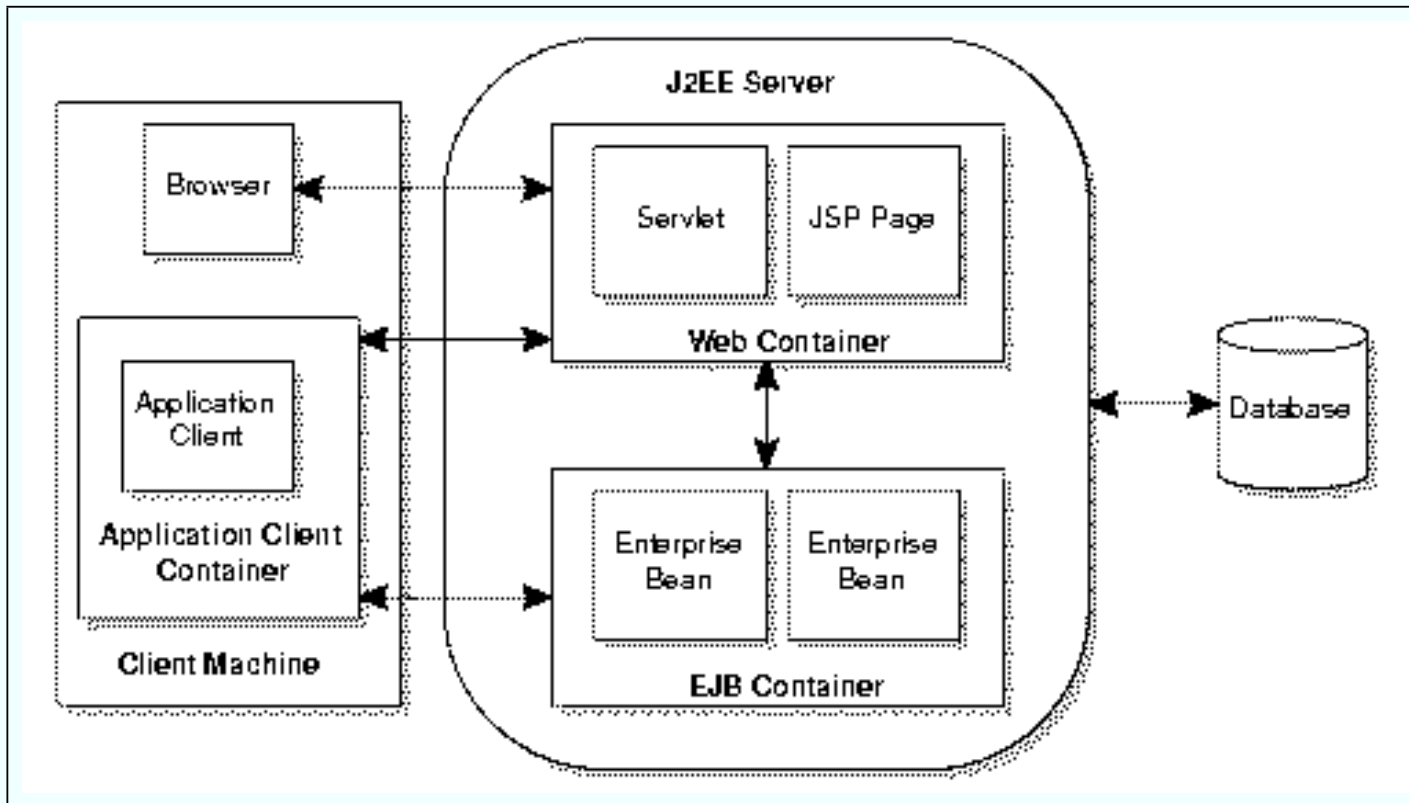 J2EE Server
Browser
Servlet
JSP Page
Web Container
Application
Client
Application Client
Container
Client Machine
Enterprise
Bean
Enterprise
Bean
EJB Container
Database